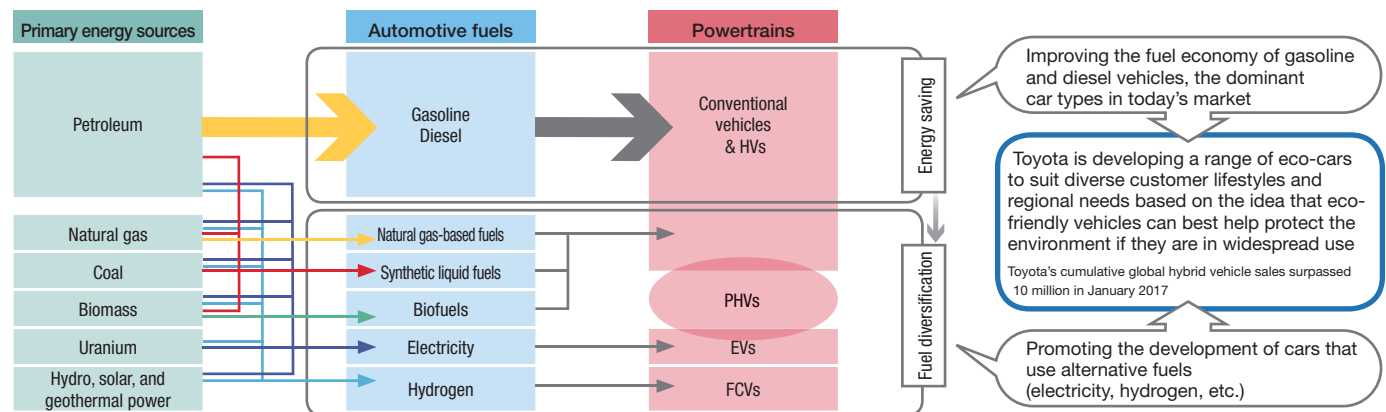 Primary energy sources
Automotive fuels
Powertrains
Petroleum
Natural gas
Coal
Biomass
Uranium
Hydro, solar, and
geothermal power
Gasoline
Diesel
Natural gas-based fuels
Synthetic liquid fuels
Biofuels
Electricity
Hydrogen
Conventional
vehicles
& HVs
PHVs
EVs
FCVs
Energy saving
Fuel diversification
Improving the fuel economy of gasoline
and diesel vehicles, the dominant
car types in today’s market
Toyota is developing a range of eco-cars
to suit diverse customer lifestyles and
regional needs based on the idea that eco-
friendly vehicles can best help protect the
environment if they are in widespread use
Toyota’s cumulative global hybrid vehicle sales surpassed
10 million in January 2017
Promoting the development of cars that
use alternative fuels
(electricity, hydrogen, etc.)